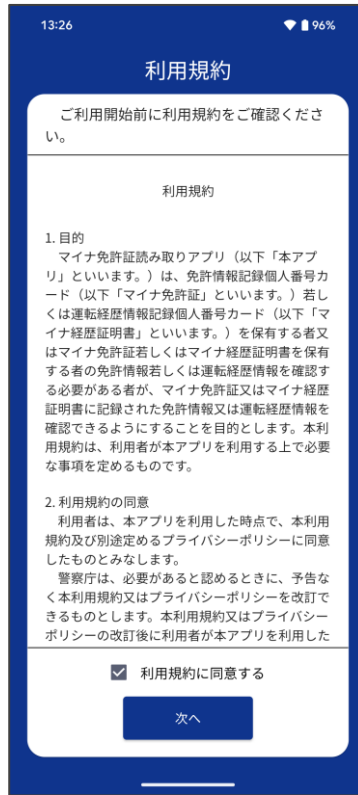 13:26
96%
利用規約
ご利用開始前に利用規約をご確認くださ
い。
利用規約
1. 目的
マイナ免許証読み取りアプリ（以下「本アプ
リ」といいます。）は、免許情報記録個人番号カ
ード（以下「マイナ免許証」といいます。）若し
くは運転経歴情報記録個人番号カード（以下「マ
イナ経歴証明書」といいます。）を保有する者又
はマイナ免許証若しくはマイナ経歴証明書を保有
する者の免許情報若しくは運転経歴情報を確認す
る必要がある者が、マイナ免許証又はマイナ経歴
証明書に記録された免許情報又は運転経歴情報を
確認できるようにすることを目的とします。本利
用規約は、利用者が本アプリを利用する上で必要
な事項を定めるものです。
2. 利用規約の同意
利用者は、本アプリを利用した時点で、本利用
規約及び別途定めるプライバシーポリシーに同意
したものとみなします。
警察庁は、必要があると認めるときに、予告な
く本利用規約又はプライバシーポリシーを改訂で
きるものとします。本利用規約又はプライバシー
ポリシーの改訂後に利用者が本アプリを利用した
利用規約に同意する
次へ